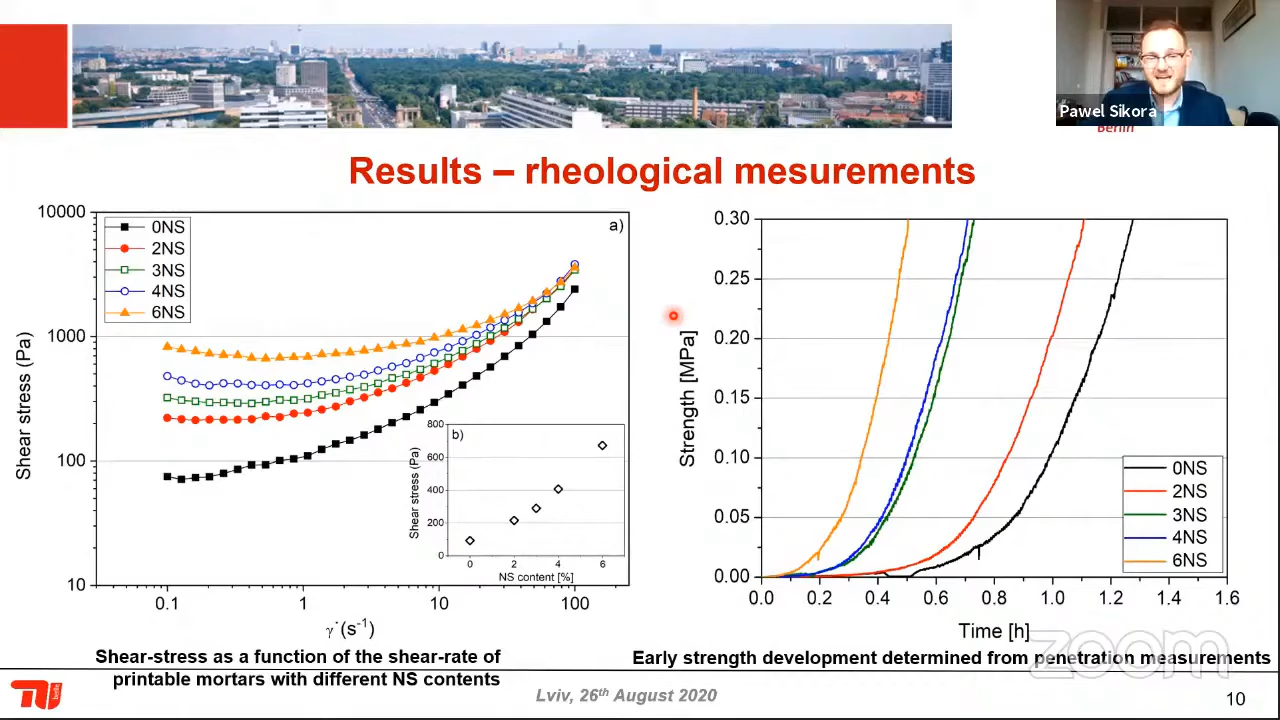 Pawel Sikora
Berlin
Results – rheological mesurements
10000
1000
100
10
Shear stress (Pa)
0NS
2NS
3NS
4NS
6NS
a)
b)
800
600
400
200
0
Shear stress (Pa)
0 2 4 6
NS content [%]
0.1 1 10 100
γ˙(s-1)
Shear-stress as a function of the shear-rate of
printable mortars with different NS contents
0.30
0.25
0.20
0.15
0.10
0.05
0.00
Strength [MPa]
0NS
2NS
3NS
4NS
6NS
0.0 0.2 0.4 0.6 0.8 1.0 1.2 1.4 1.6
Time [h]
Early strength development determined from penetration measurements
zoom
TU berlin
Lviv, 26th August 2020
10